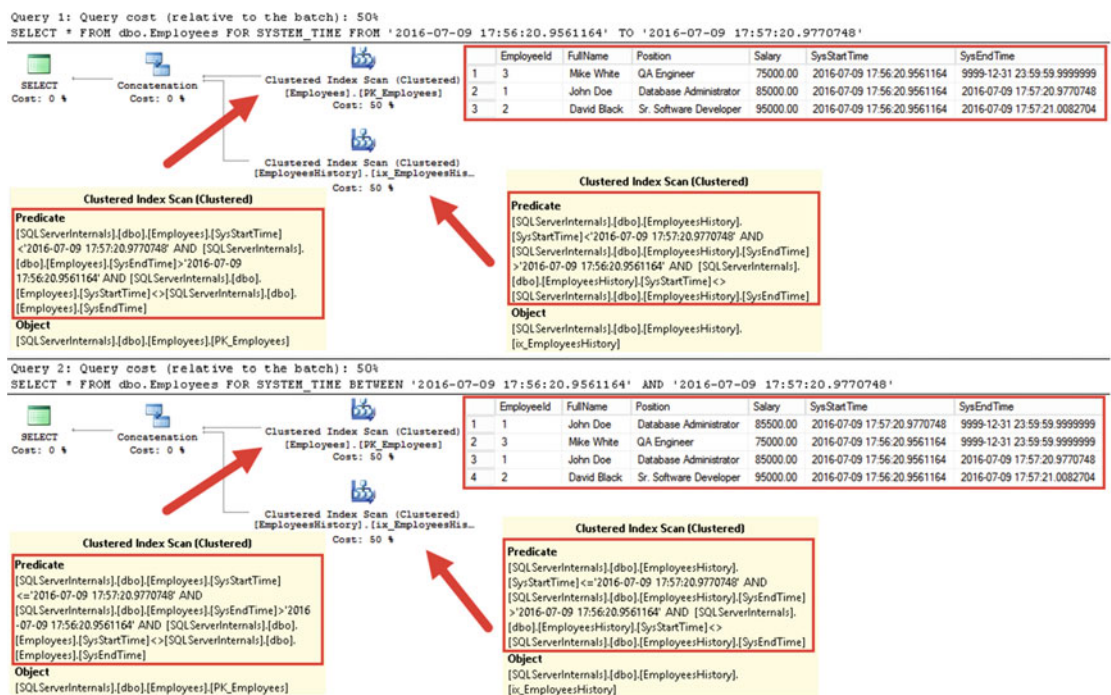 Query 1: Query cost (relative to the batch): 50%
SELECT * FROM dbo.Employees FOR SYSTEM_TIME FROM '2016-07-09 17:56:20.9561164' TO '2016-07-09 17:57:20.9770748'
SELECT
Cost: 0 %
Concatenation
Cost: 0 %
Clustered Index Scan (Clustered)
[Employees].[PK_Employees]
Cost: 50 %
Clustered Index Scan (Clustered)
[EmployeesHistory].[ix_EmployeesHis…
Cost: 50 %
EmployeeId FullName Position Salary SysStartTime SysEndTime
1 3 Mike White QA Engineer 75000.00 2016-07-09 17:56:20.9561164 9999-12-31 23:59:59.9999999
2 1 John Doe Database Administrator 85000.00 2016-07-09 17:56:20.9561164 2016-07-09 17:57:20.9770748
3 2 David Black Sr. Software Developer 95000.00 2016-07-09 17:56:20.9561164 2016-07-09 17:57:21.0082704
Clustered Index Scan (Clustered)
Predicate
[SQLServerInternals].[dbo].[Employees].[SysStartTime]
<'2016-07-09 17:57:20.9770748' AND [SQLServerInternals].
[dbo].[Employees].[SysEndTime]>'2016-07-09
17:56:20.9561164' AND [SQLServerInternals].[dbo].
[Employees].[SysStartTime]<>[SQLServerInternals].[dbo].
[Employees].[SysEndTime]
Object
[SQLServerInternals].[dbo].[Employees].[PK_Employees]
Clustered Index Scan (Clustered)
Predicate
[SQLServerInternals].[dbo].[EmployeesHistory].
[SysStartTime]<'2016-07-09 17:57:20.9770748' AND
[SQLServerInternals].[dbo].[EmployeesHistory].[SysEndTime]
>'2016-07-09 17:56:20.9561164' AND [SQLServerInternals].
[dbo].[EmployeesHistory].[SysStartTime]<>
[SQLServerInternals].[dbo].[EmployeesHistory].[SysEndTime]
Object
[SQLServerInternals].[dbo].[EmployeesHistory].
[ix_EmployeesHistory]
Query 2: Query cost (relative to the batch): 50%
SELECT * FROM dbo.Employees FOR SYSTEM_TIME BETWEEN '2016-07-09 17:56:20.9561164' AND '2016-07-09 17:57:20.9770748'
SELECT
Cost: 0 %
Concatenation
Cost: 0 %
Clustered Index Scan (Clustered)
[Employees].[PK_Employees]
Cost: 50 %
Clustered Index Scan (Clustered)
[EmployeesHistory].[ix_EmployeesHis…
Cost: 50 %
EmployeeId FullName Position Salary SysStartTime SysEndTime
1 1 John Doe Database Administrator 85500.00 2016-07-09 17:57:20.9770748 9999-12-31 23:59:59.9999999
2 3 Mike White QA Engineer 75000.00 2016-07-09 17:56:20.9561164 9999-12-31 23:59:59.9999999
3 1 John Doe Database Administrator 85000.00 2016-07-09 17:56:20.9561164 2016-07-09 17:57:20.9770748
4 2 David Black Sr. Software Developer 95000.00 2016-07-09 17:56:20.9561164 2016-07-09 17:57:21.0082704
Clustered Index Scan (Clustered)
Predicate
[SQLServerInternals].[dbo].[Employees].[SysStartTime]
<='2016-07-09 17:57:20.9770748' AND
[SQLServerInternals].[dbo].[Employees].[SysEndTime]>'2016
-07-09 17:56:20.9561164' AND [SQLServerInternals].[dbo].
[Employees].[SysStartTime]<>[SQLServerInternals].[dbo].
[Employees].[SysEndTime]
Object
[SQLServerInternals].[dbo].[Employees].[PK_Employees]
Clustered Index Scan (Clustered)
Predicate
[SQLServerInternals].[dbo].[EmployeesHistory].
[SysStartTime]<='2016-07-09 17:57:20.9770748' AND
[SQLServerInternals].[dbo].[EmployeesHistory].[SysEndTime]
>'2016-07-09 17:56:20.9561164' AND [SQLServerInternals].
[dbo].[EmployeesHistory].[SysStartTime]<>
[SQLServerInternals].[dbo].[EmployeesHistory].[SysEndTime]
Object
[SQLServerInternals].[dbo].[EmployeesHistory].
[ix_EmployeesHistory]